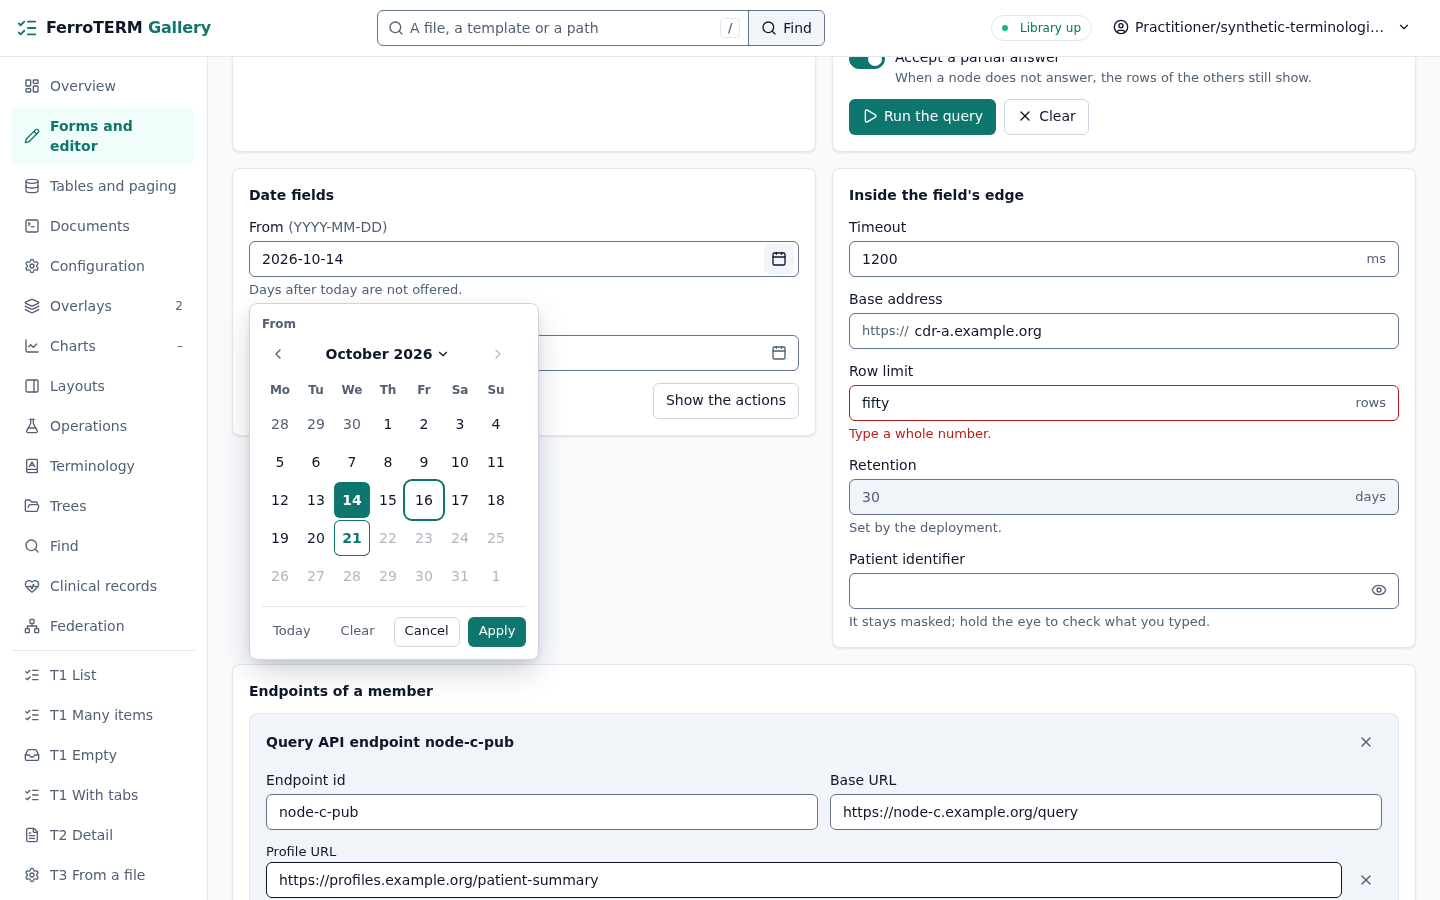 FerroTERM Gallery
A file, a template or a path
/
Find
Library up
Practitioner/synthetic-terminologi...
Overview
Forms and
editor
Tables and paging
Documents
Configuration
Overlays 2
Charts –
Layouts
Operations
Terminology
Trees
Find
Clinical records
Federation
T1 List
T1 Many items
T1 Empty
T1 With tabs
T2 Detail
T3 From a file
Accept a partial answer
When a node does not answer, the rows of the others still show.
Run the query
Clear
Date fields
From (YYYY-MM-DD)
2026-10-14
Days after today are not offered.
From
October 2026
Mo Tu We Th Fr Sa Su
28 29 30 1 2 3 4
5 6 7 8 9 10 11
12 13 14 15 16 17 18
19 20 21 22 23 24 25
26 27 28 29 30 31 1
Today
Clear
Cancel
Apply
Show the actions
Inside the field's edge
Timeout
1200 ms
Base address
https:// cdr-a.example.org
Row limit
fifty rows
Type a whole number.
Retention
30 days
Set by the deployment.
Patient identifier
It stays masked; hold the eye to check what you typed.
Endpoints of a member
Query API endpoint node-c-pub
Endpoint id
node-c-pub
Base URL
https://node-c.example.org/query
Profile URL
https://profiles.example.org/patient-summary